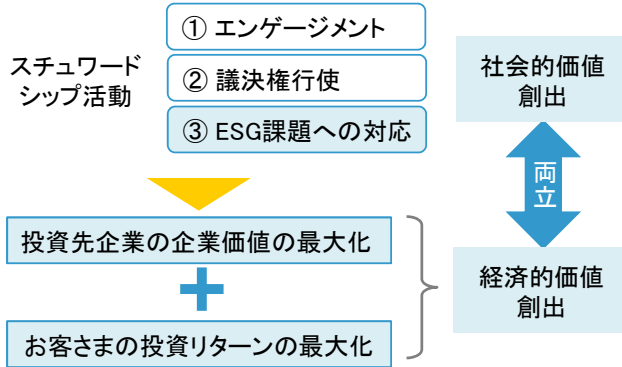 スチュワード
シップ活動
① エンゲージメント
② 議決権行使
③ ESG課題への対応
投資先企業の企業価値の最大化
+
お客さまの投資リターンの最大化
社会的価値
創出
両立
経済的価値
創出